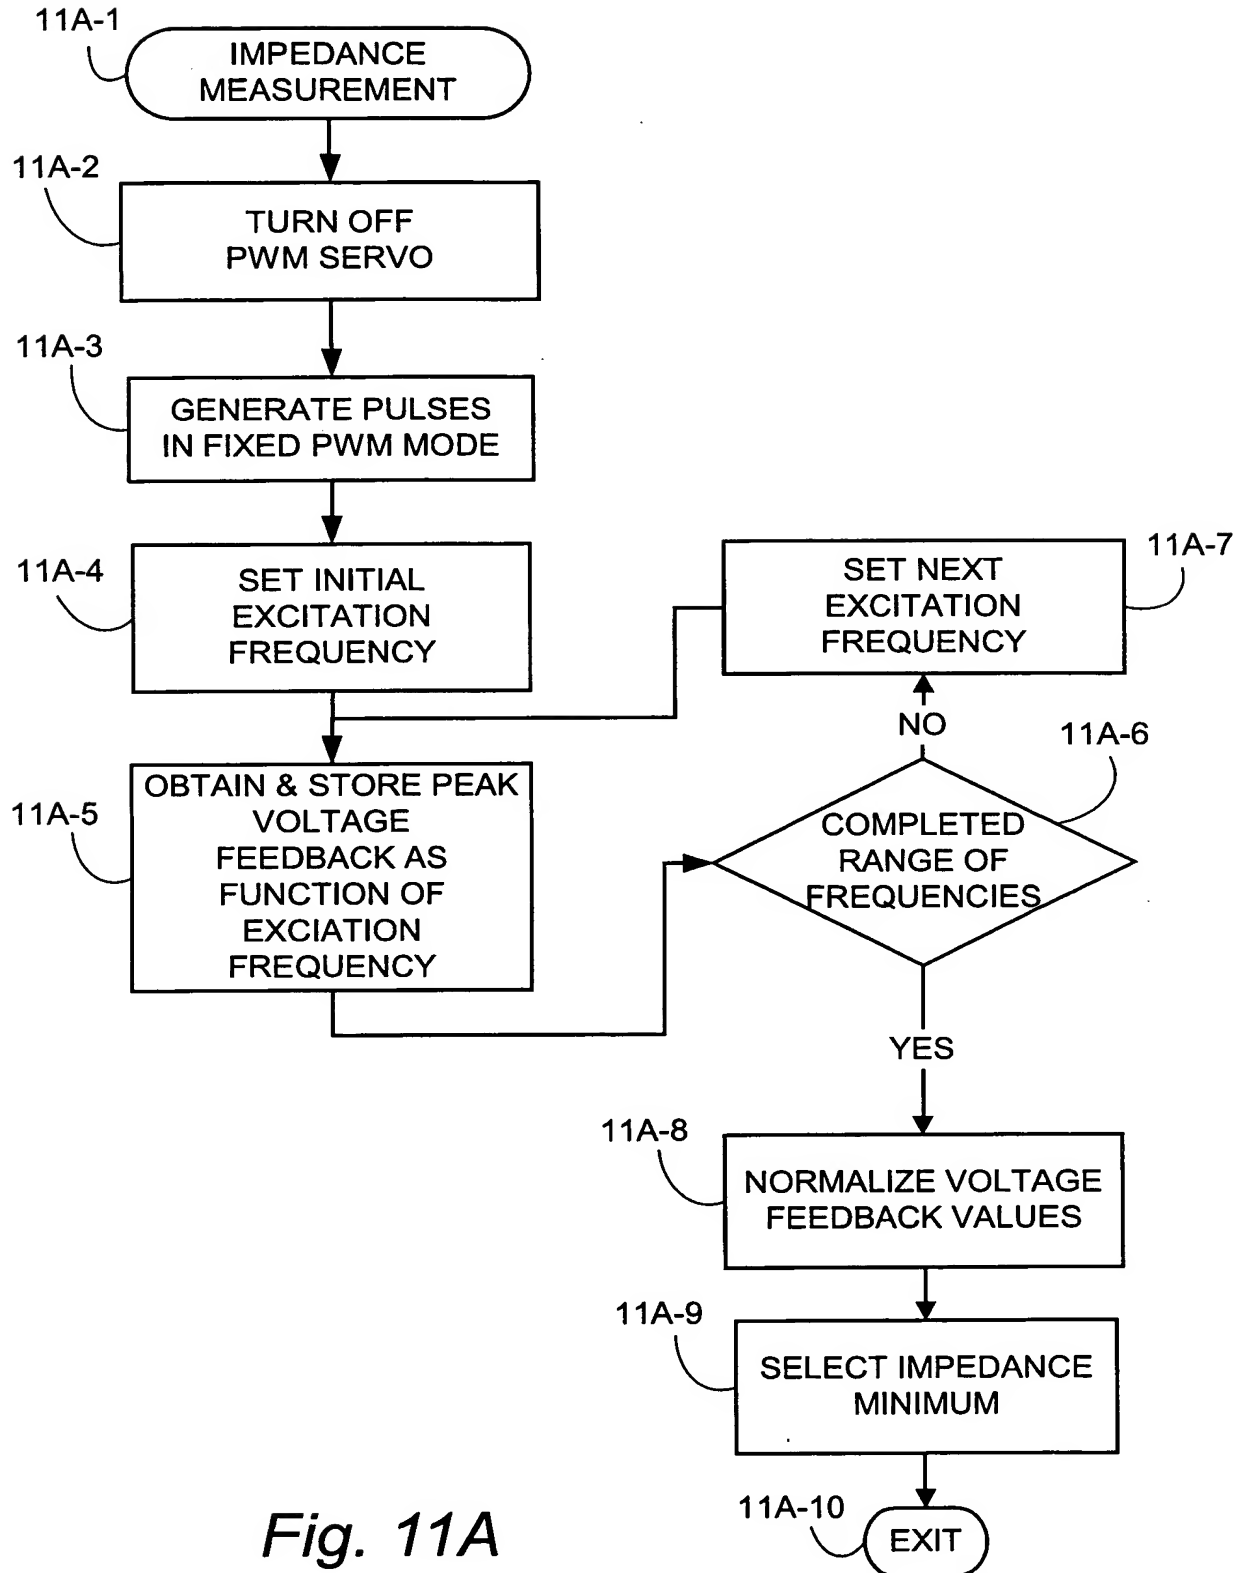 11A-1
IMPEDANCE
MEASUREMENT
11A-2
TURN OFF
PWM SERVO
11A-3
GENERATE PULSES
IN FIXED PWM MODE
11A-4
SET INITIAL
EXCITATION
FREQUENCY
11A-5
OBTAIN & STORE PEAK
VOLTAGE
FEEDBACK AS
FUNCTION OF
EXCIATION
FREQUENCY
11A-7
SET NEXT
EXCITATION
FREQUENCY
NO
11A-6
COMPLETED
RANGE OF
FREQUENCIES
YES
11A-8
NORMALIZE VOLTAGE
FEEDBACK VALUES
11A-9
SELECT IMPEDANCE
MINIMUM
11A-10
EXIT
Fig. 11A